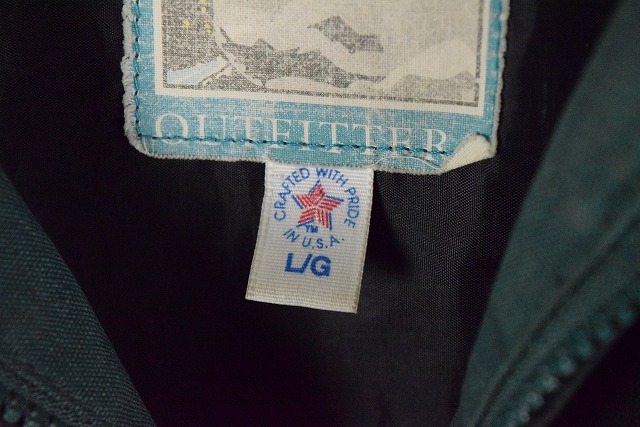 OUTFITTER
CRAFTED WITH PRIDE
TM
IN U.S.A.
L/G